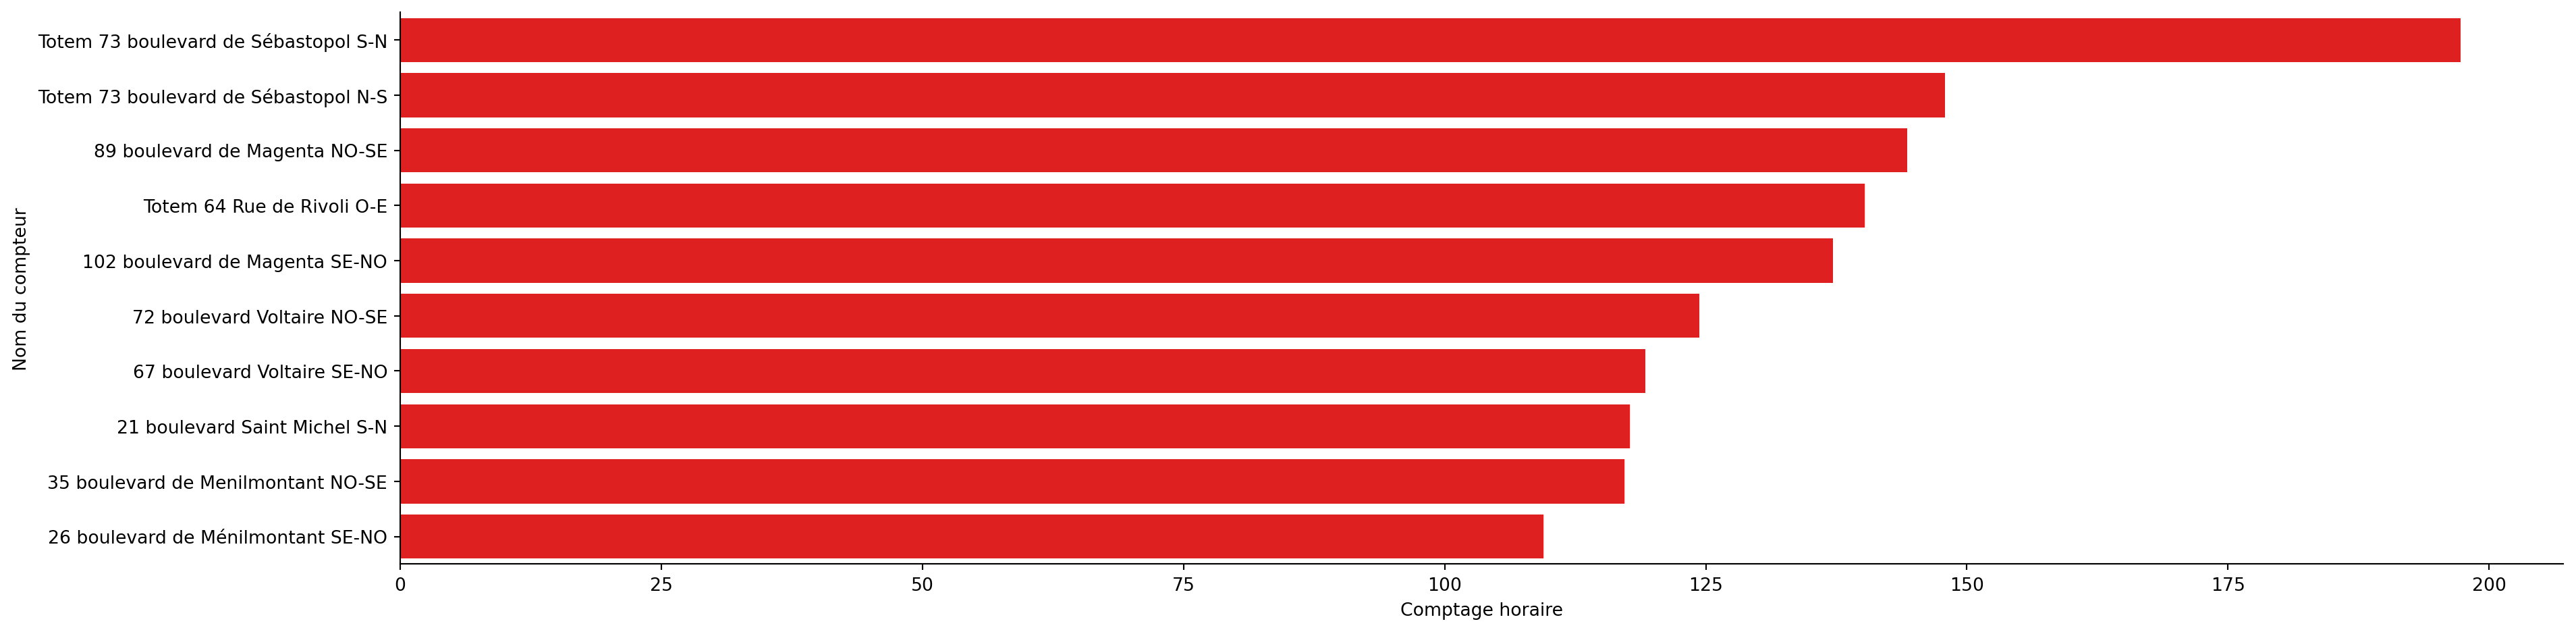 Nom du compteur
Totem 73 boulevard de Sébastopol S-N
Totem 73 boulevard de Sébastopol N-S
89 boulevard de Magenta NO-SE
Totem 64 Rue de Rivoli O-E
102 boulevard de Magenta SE-NO
72 boulevard Voltaire NO-SE
67 boulevard Voltaire SE-NO
21 boulevard Saint Michel S-N
35 boulevard de Menilmontant NO-SE
26 boulevard de Ménilmontant SE-NO
0 25 50 75 100 125 150 175 200
Comptage horaire